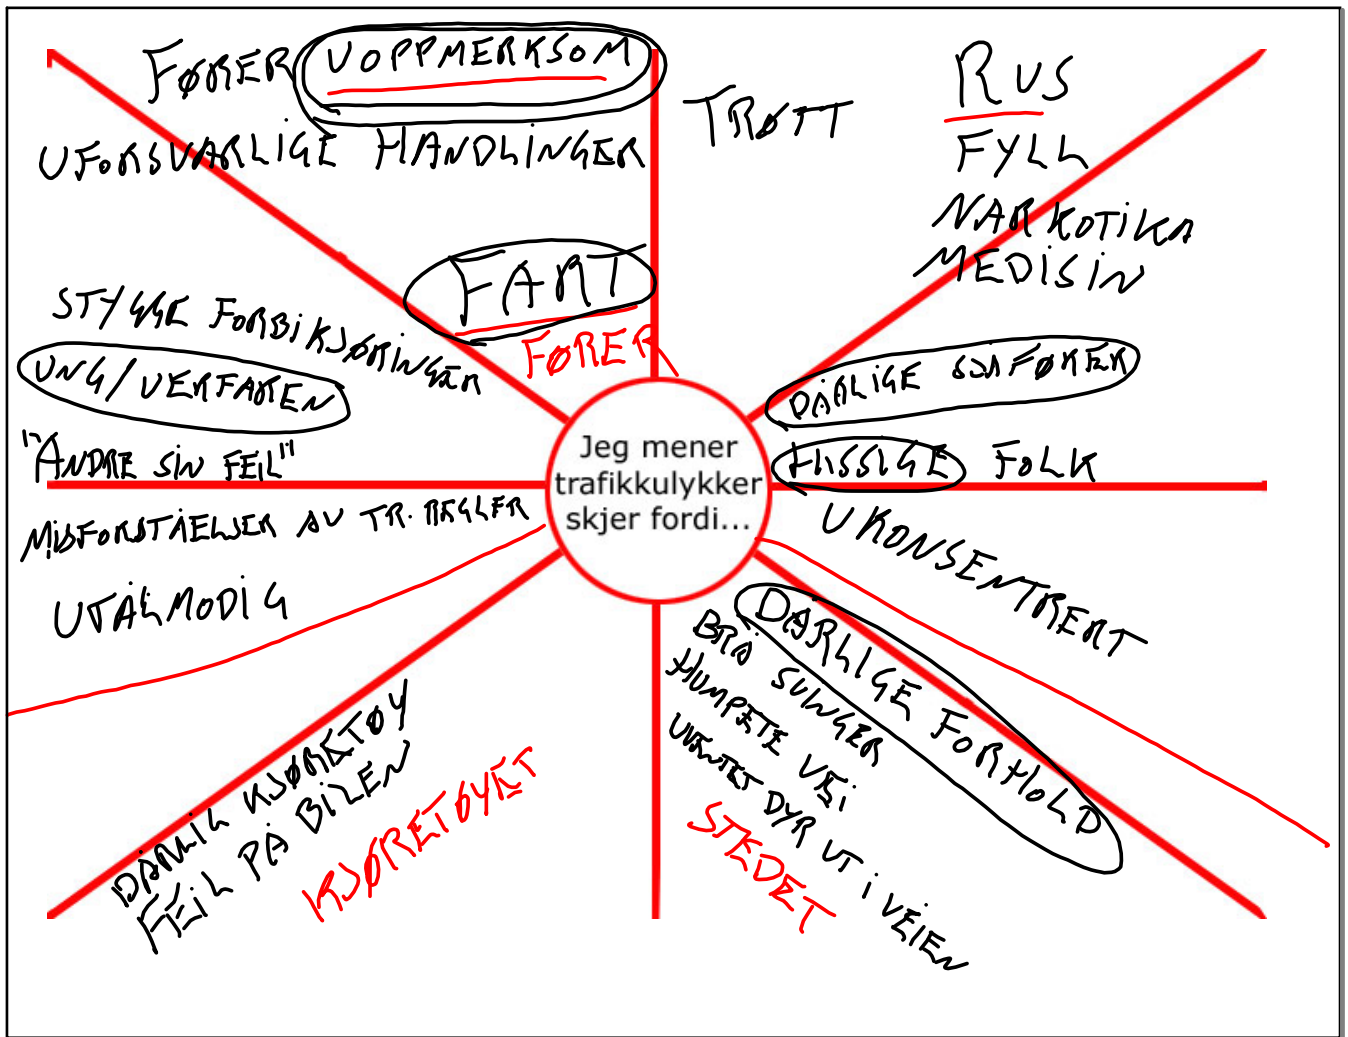 FØRER UOPPMERKSOM
UFORSVARLIGE HANDLINGER
TRØTT
RUS
FYLL
NARKOTIKA
MEDISIN
FART
FØRER
STYGGE FORBIKJØRINGER
UNG/UERFAREN
"ANDRE SIN FEIL"
MISFORSTÅELSER AV TR. REGLER
UTÅLMODIG
Jeg mener
trafikkulykker
skjer fordi...
DÅRLIGE SJÅFØRER
HISSIGE FOLK
UKONSENTRERT
DÅRLIGE FORHOLD
BRÅ SVINGER
HUMPETE VEI
UVENTET DYR UT I VEIEN
STEDET
DÅRLIG KJØRETØY
FEIL PÅ BILEN
KJØRETØYET